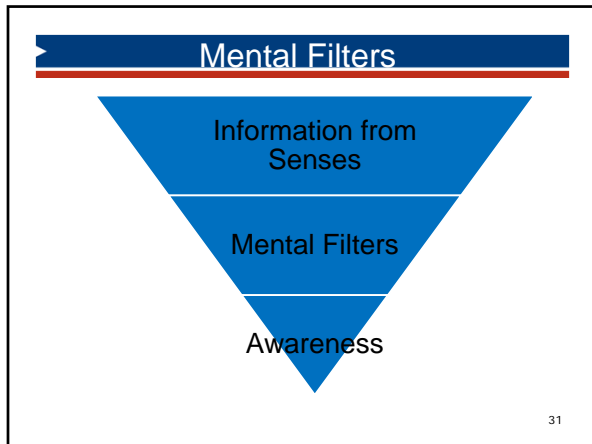 Mental Filters
Information from
Senses
Mental Filters
Awareness
31